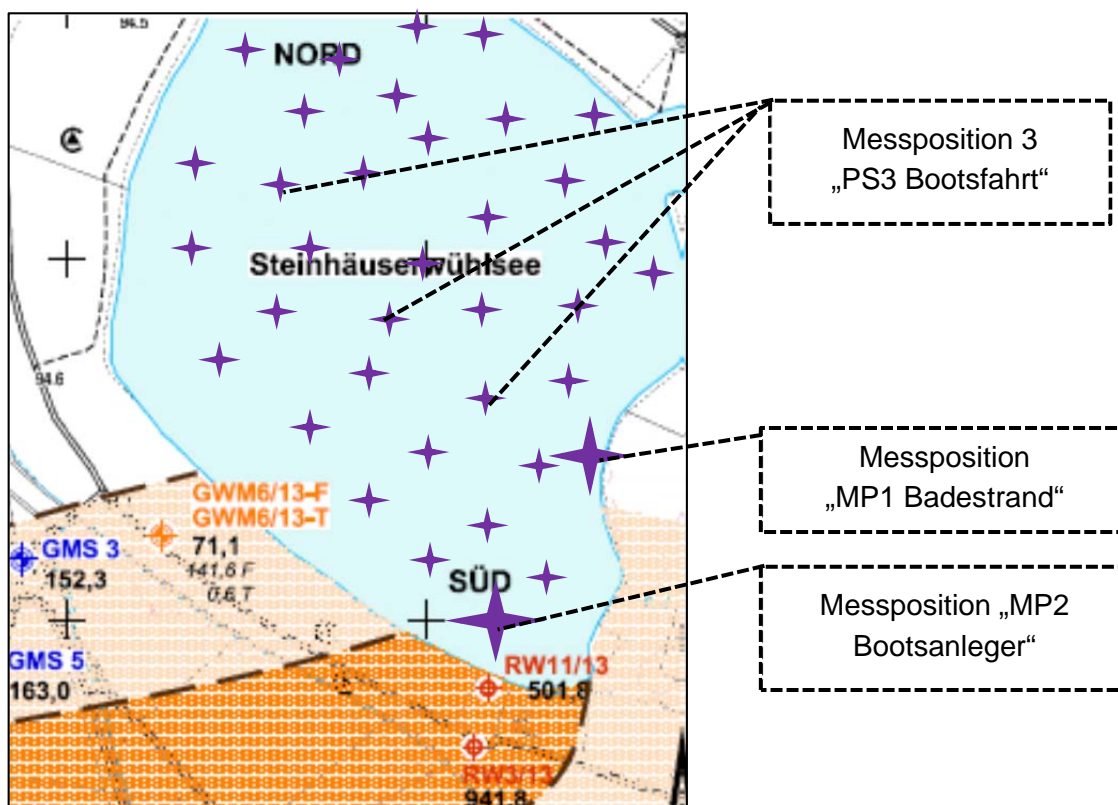 94.5
NORD
Messposition 3
„PS3 Bootsfahrt“
Steinhäuserwühlsee
94.6
Messposition
„MP1 Badestrand“
GWM6/13-F
GWM6/13-T
71,1
141,6 F
0,6 T
GMS 3
152,3
SÜD
Messposition „MP2
Bootsanleger“
GMS 5
163,0
RW11/13
501,8
RW3/13
941,8